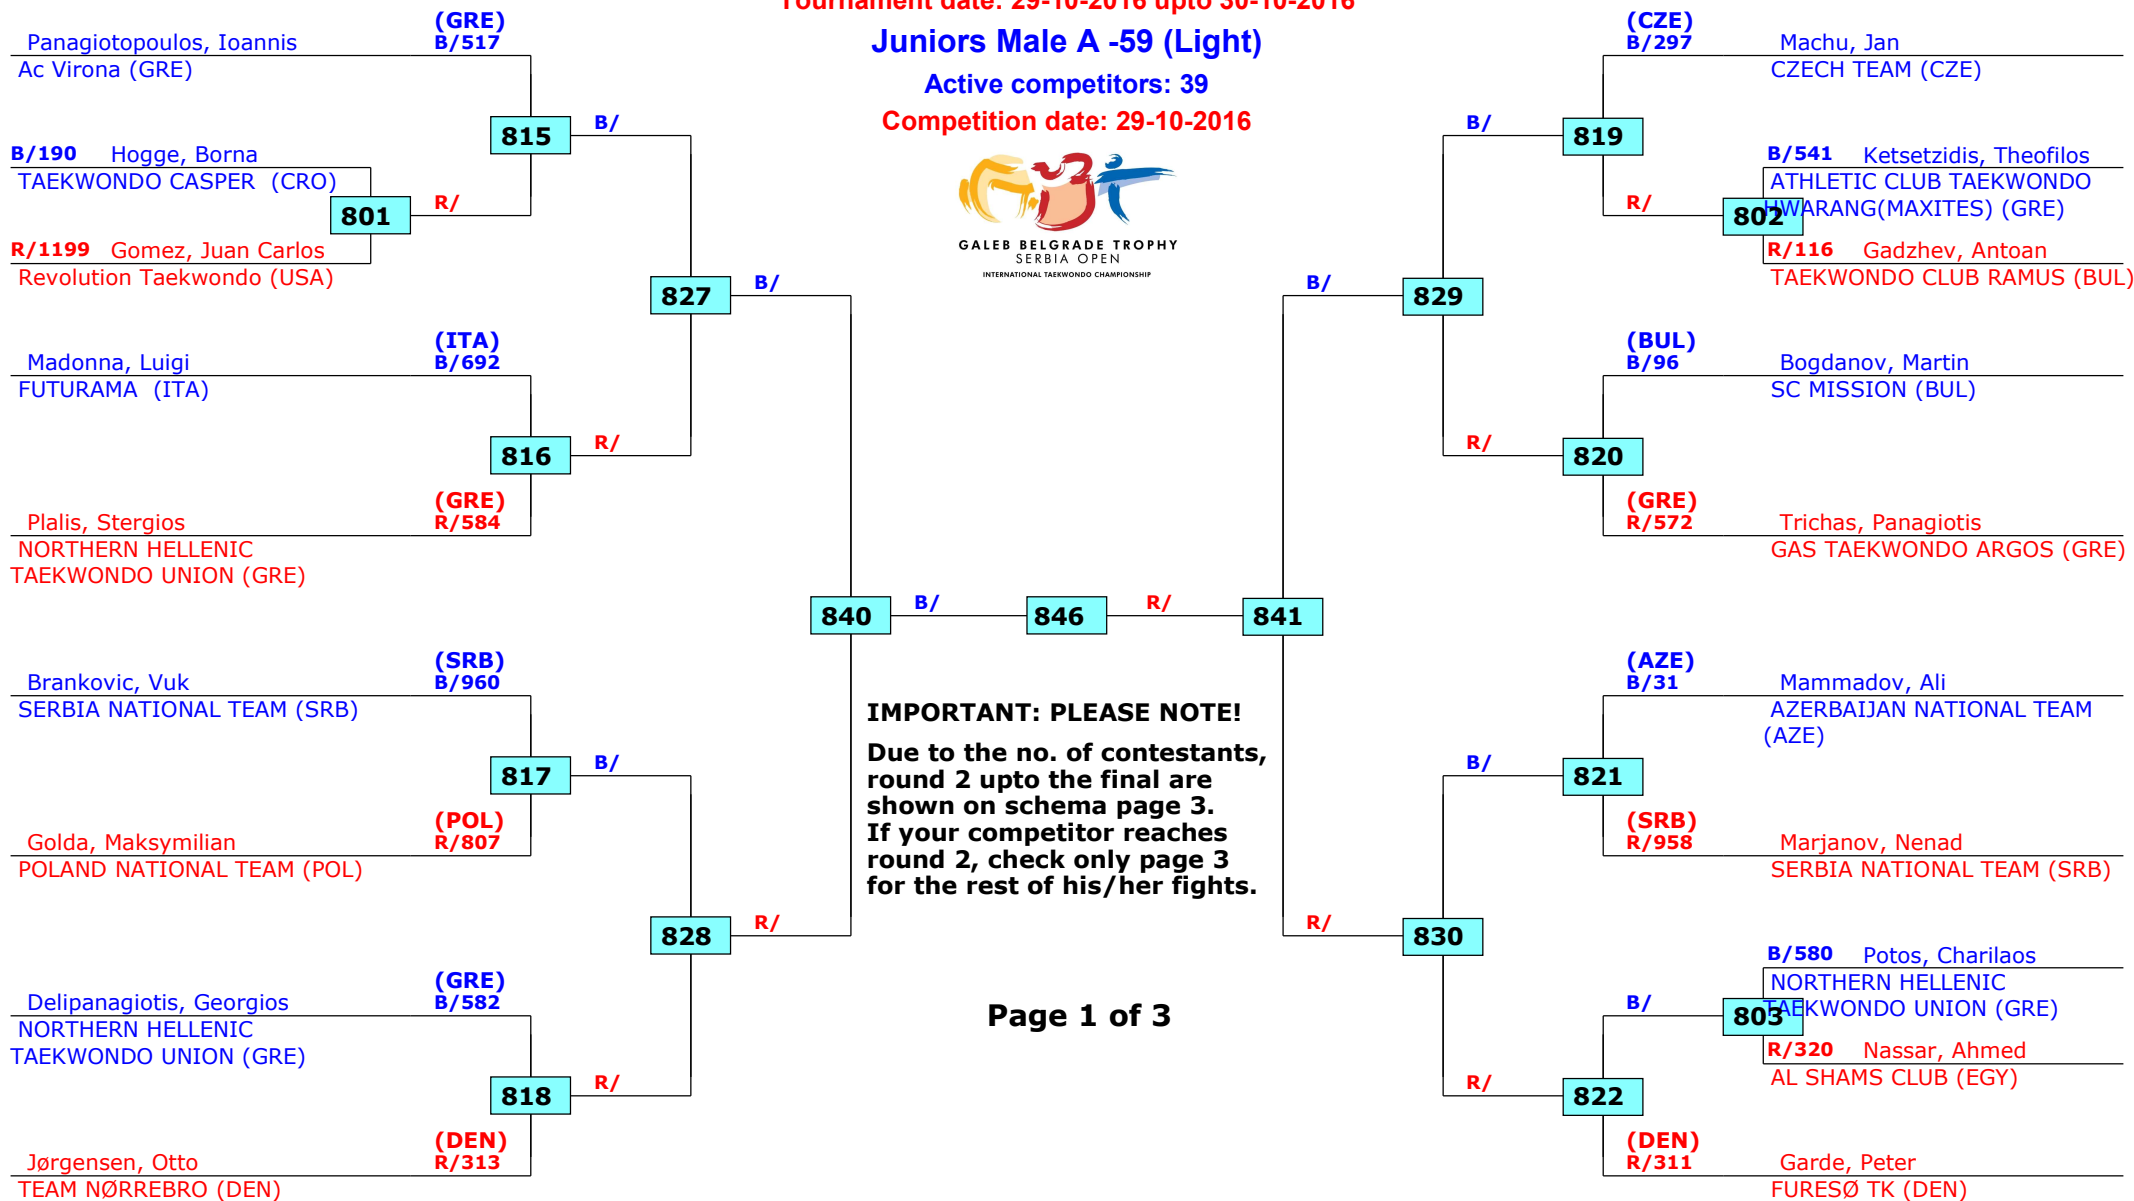 Tournament date: 29-10-2016 upto 30-10-2016
Juniors Male A -59 (Light)
Active competitors: 39
Competition date: 29-10-2016
GALEB BELGRADE TROPHY
SERBIA OPEN
INTERNATIONAL TAEKWONDO CHAMPIONSHIP
(GRE)
Panagiotopoulos, Ioannis B/517
Ac Virona (GRE)
815
B/
B/190 Hogge, Borna
TAEKWONDO CASPER (CRO)
801
R/
R/1199 Gomez, Juan Carlos
Revolution Taekwondo (USA)
827
B/
(ITA)
Madonna, Luigi B/692
FUTURAMA (ITA)
816
R/
(GRE)
Plalis, Stergios R/584
NORTHERN HELLENIC
TAEKWONDO UNION (GRE)
840
B/
846
R/
841
(SRB)
Brankovic, Vuk B/960
SERBIA NATIONAL TEAM (SRB)
817
B/
(POL)
Golda, Maksymilian R/807
POLAND NATIONAL TEAM (POL)
828
R/
(GRE)
Delipanagiotis, Georgios B/582
NORTHERN HELLENIC
TAEKWONDO UNION (GRE)
818
R/
(DEN)
Jørgensen, Otto R/313
TEAM NØRREBRO (DEN)
IMPORTANT: PLEASE NOTE!
Due to the no. of contestants,
round 2 upto the final are
shown on schema page 3.
If your competitor reaches
round 2, check only page 3
for the rest of his/her fights.
Page 1 of 3
(CZE)
B/297 Machu, Jan
CZECH TEAM (CZE)
B/
819
B/541 Ketsetzidis, Theofilos
ATHLETIC CLUB TAEKWONDO
HWARANG(MAXITES) (GRE)
R/
802
R/116 Gadzhev, Antoan
TAEKWONDO CLUB RAMUS (BUL)
B/
829
(BUL)
B/96 Bogdanov, Martin
SC MISSION (BUL)
R/
820
(GRE)
R/572 Trichas, Panagiotis
GAS TAEKWONDO ARGOS (GRE)
(AZE)
B/31 Mammadov, Ali
AZERBAIJAN NATIONAL TEAM
(AZE)
B/
821
(SRB)
R/958 Marjanov, Nenad
SERBIA NATIONAL TEAM (SRB)
R/
830
B/580 Potos, Charilaos
NORTHERN HELLENIC
TAEKWONDO UNION (GRE)
B/
803
R/320 Nassar, Ahmed
AL SHAMS CLUB (EGY)
R/
822
(DEN)
R/311 Garde, Peter
FURESØ TK (DEN)